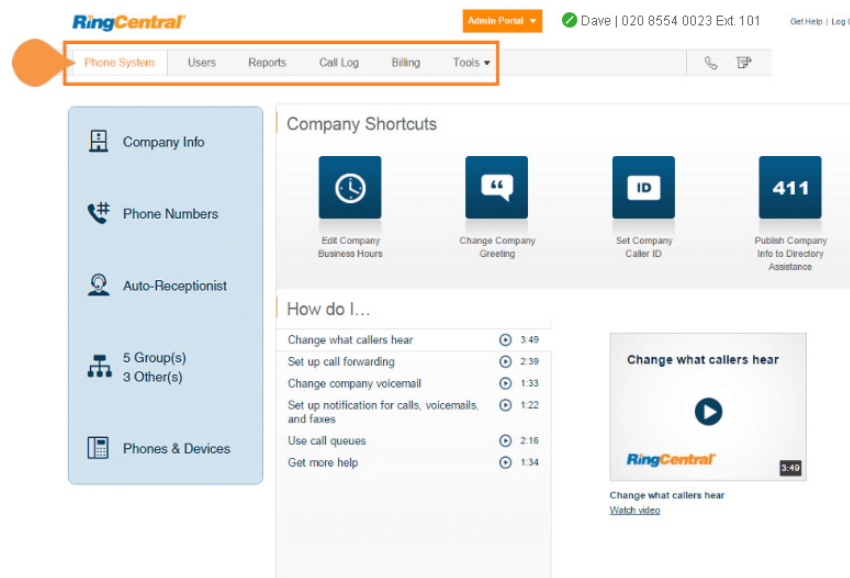 RingCentral
Admin Portal
Dave | 020 8554 0023 Ext. 101
Get Help | Log
Phone System Users Reports Call Log Billing Tools
Company Info
Phone Numbers
Auto-Receptionist
5 Group(s)
3 Other(s)
Phones & Devices
Company Shortcuts
ID
411
Edit Company
Business Hours
Change Company
Greeting
Set Company
Caller ID
Publish Company
Info to Directory
Assistance
How do I...
Change what callers hear 3:49
Set up call forwarding 2:39
Change company voicemail 1:33
Set up notification for calls, voicemails, 1:22
and faxes
Use call queues 2:16
Get more help 1:34
Change what callers hear
RingCentral
3:49
Change what callers hear
Watch video